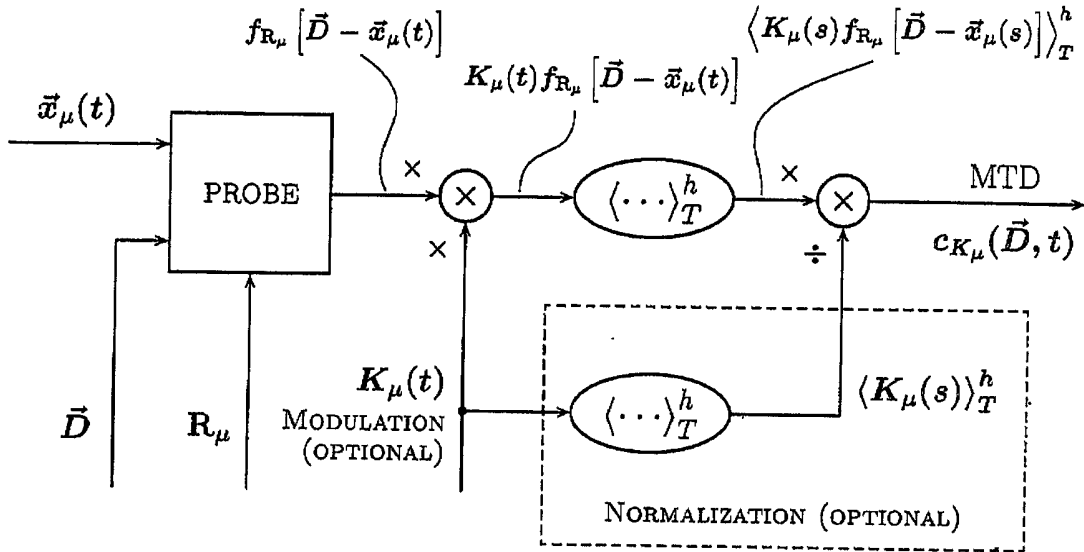 f_{R_μ} [D⃗ − x⃗_μ(t)]
⟨K_μ(s) f_{R_μ} [D⃗ − x⃗_μ(s)]⟩_T^h
K_μ(t) f_{R_μ} [D⃗ − x⃗_μ(t)]
x⃗_μ(t)
PROBE
×
×
×
⟨⋯⟩_T^h
×
×
÷
MTD
c_{K_μ}(D⃗, t)
D⃗
R_μ
K_μ(t)
MODULATION
(OPTIONAL)
⟨⋯⟩_T^h
⟨K_μ(s)⟩_T^h
NORMALIZATION (OPTIONAL)